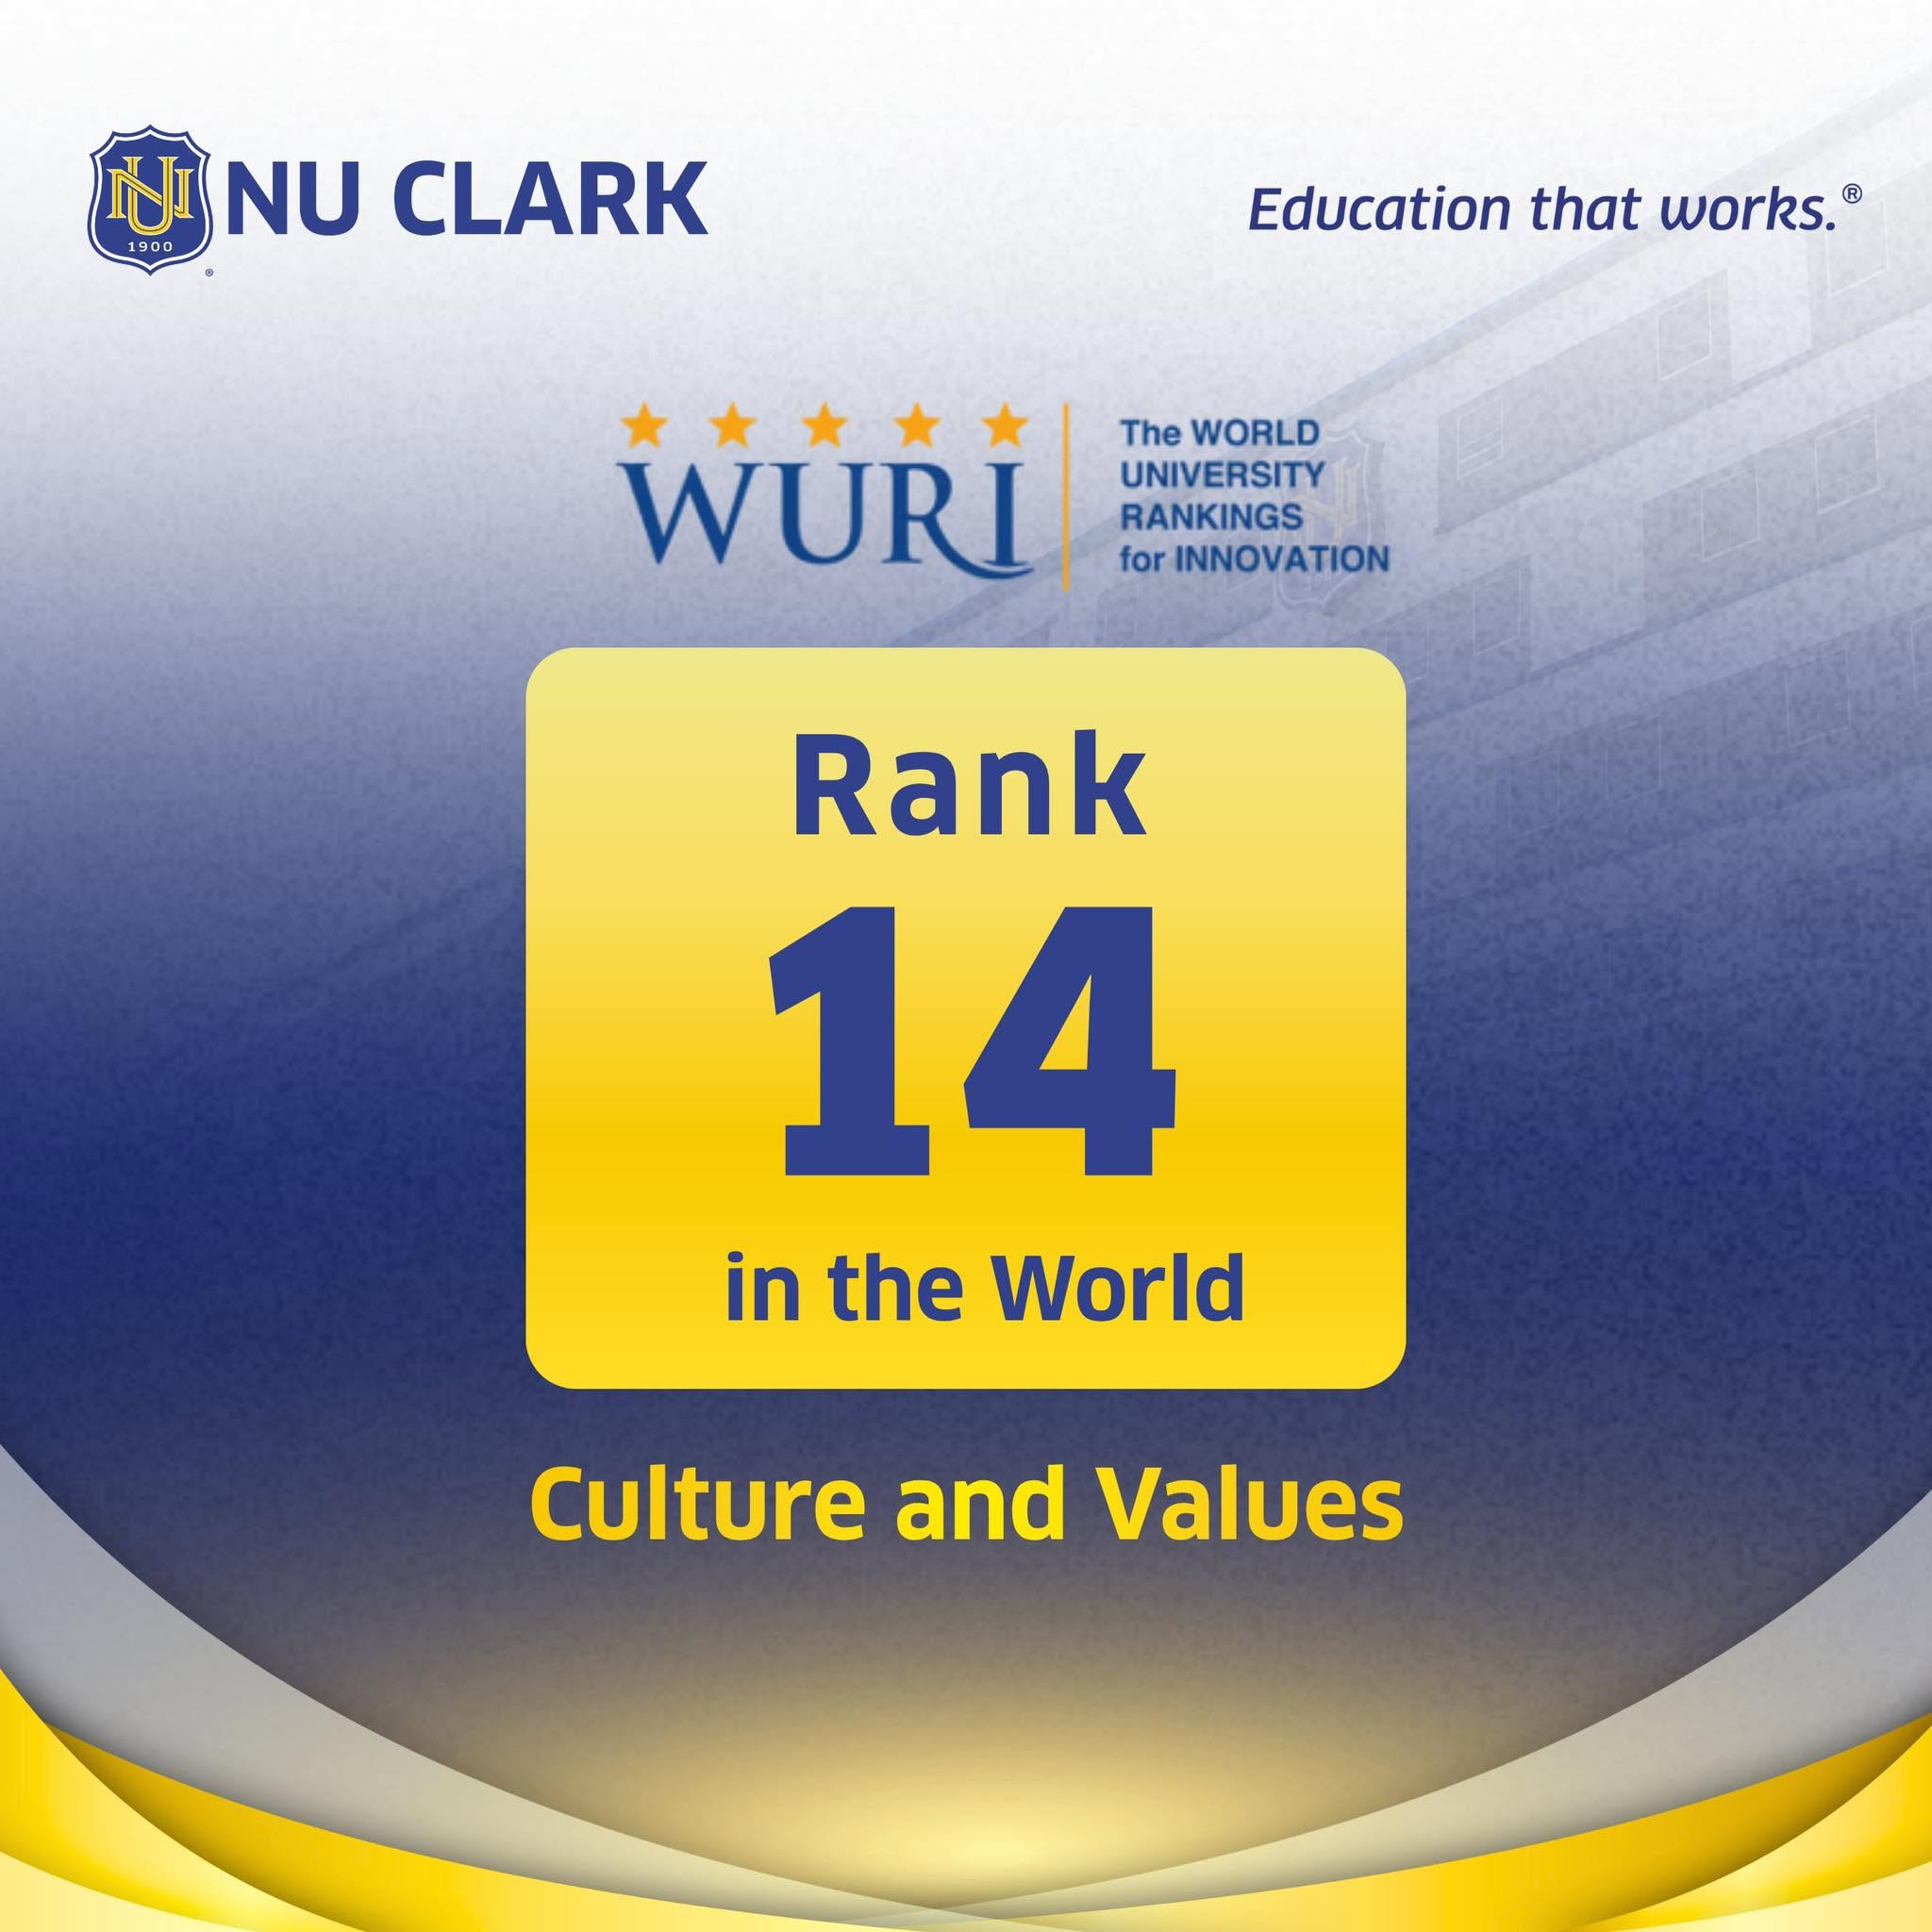 NU
1900
®
NU CLARK
Education that works.®
WURI
The WORLD
UNIVERSITY
RANKINGS
for INNOVATION
Rank
14
in the World
Culture and Values